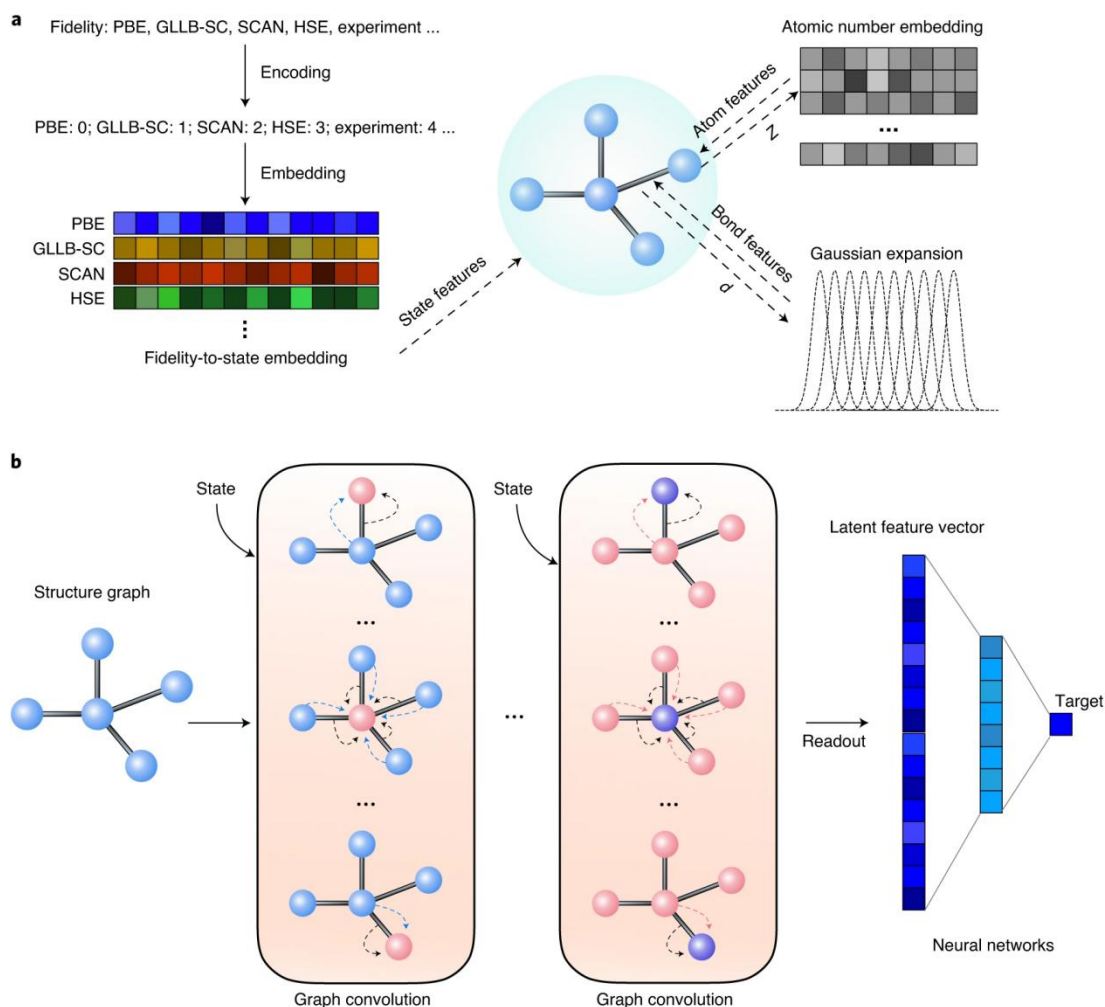 a
Fidelity: PBE, GLLB-SC, SCAN, HSE, experiment ...
Encoding
PBE: 0; GLLB-SC: 1; SCAN: 2; HSE: 3; experiment: 4 ...
Embedding
PBE
GLLB-SC
SCAN
HSE
⋮
Fidelity-to-state embedding
State features
Atom features
Z
Bond features
d
Atomic number embedding
...
Gaussian expansion
b
Structure graph
State
...
...
Graph convolution
...
State
...
...
Graph convolution
Readout
Latent feature vector
Target
Neural networks